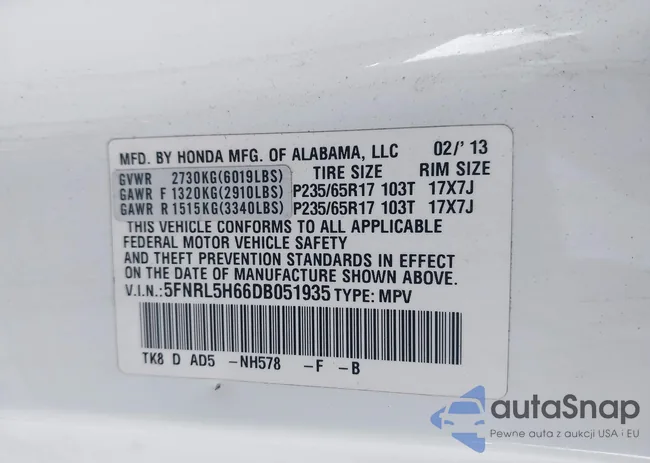 MFD. BY HONDA MFG. OF ALABAMA, LLC 02/'13
GVWR 2730KG(6019LBS) TIRE SIZE RIM SIZE
GAWR F 1320KG(2910LBS) P235/65R17 103T 17X7J
GAWR R 1515KG(3340LBS) P235/65R17 103T 17X7J
THIS VEHICLE CONFORMS TO ALL APPLICABLE
FEDERAL MOTOR VEHICLE SAFETY
AND THEFT PREVENTION STANDARDS IN EFFECT
ON THE DATE OF MANUFACTURE SHOWN ABOVE.
V.I.N.:5FNRL5H66DB051935 TYPE: MPV
TK8 D AD5 -NH578 -F -B
autaSnap
Pewne auta z aukcji USA i EU